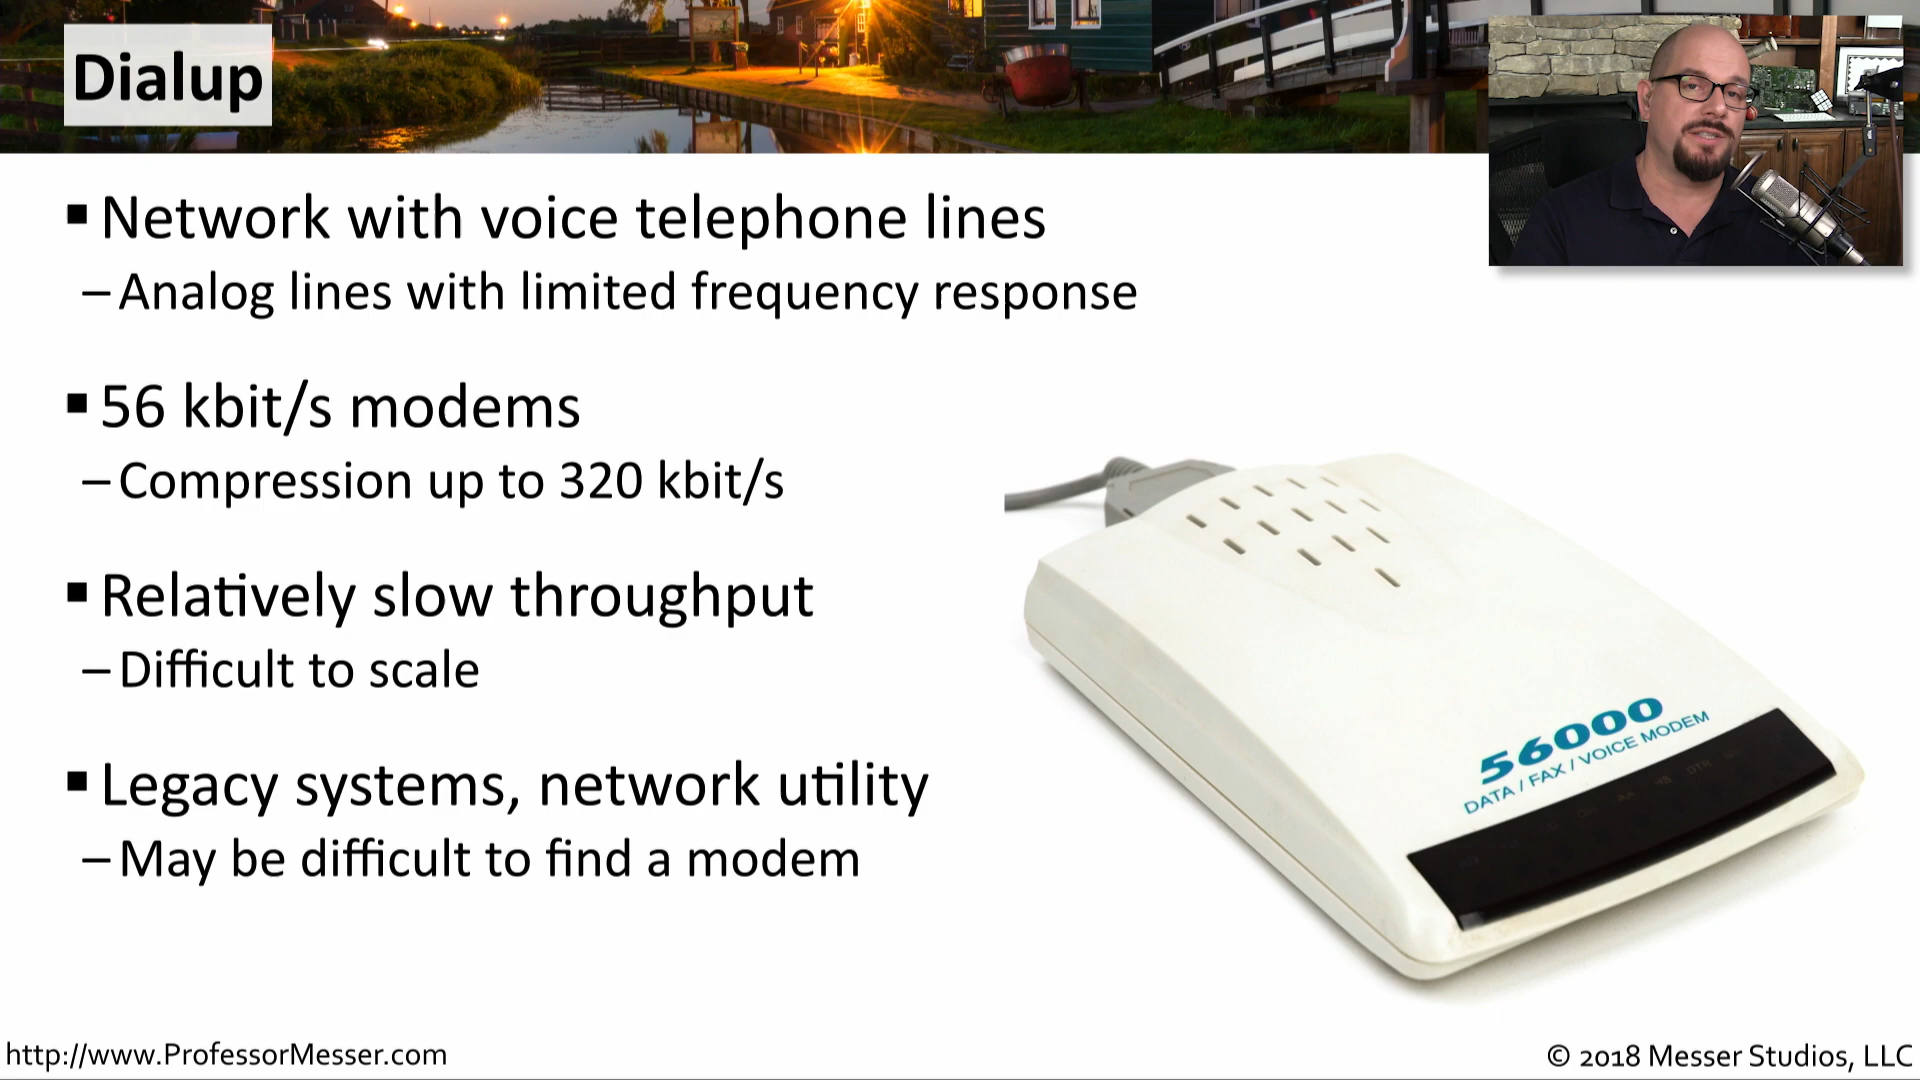 Dialup
▪ Network with voice telephone lines
– Analog lines with limited frequency response
▪ 56 kbit/s modems
– Compression up to 320 kbit/s
▪ Relatively slow throughput
– Difficult to scale
▪ Legacy systems, network utility
– May be difficult to find a modem
56000
DATA / FAX / VOICE MODEM
http://www.ProfessorMesser.com
© 2018 Messer Studios, LLC